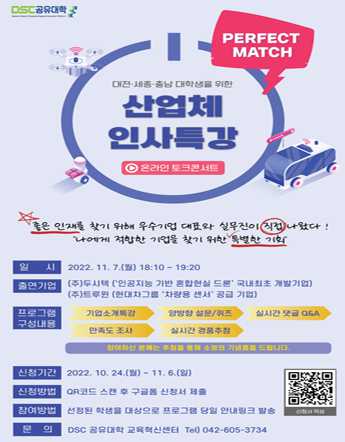 DSC공유대학
PERFECT
MATCH
대전·세종·충남 대학생을 위한
산업체
인사특강
온라인 토크콘서트
좋은 인재를 찾기 위해 우수기업 대표와 실무진이 직접 나왔다 !
'나에게 적합한 기업을 찾기 위한 특별한 기회'
일 시 2022. 11. 7.(월) 18:10 ~ 19:20
출연기업 (주)두시텍 ('인공지능 기반 혼합현실 드론' 국내최초 개발기업)
(주)트루윈 (현대차그룹 '차량용 센서' 공급 기업)
프로그램
구성내용
기업소개특강 양방향 설문/퀴즈 실시간 댓글 Q&A
만족도 조사 실시간 경품추첨
참여하신 분께는 추첨을 통해 소정의 기념품을 드립니다.
신청기간 2022. 10. 24.(월) ~ 11. 6.(일)
신청방법 QR코드 스캔 후 구글폼 신청서 제출
참여방법 선정된 학생을 대상으로 프로그램 당일 안내링크 발송
문 의 DSC 공유대학 교육혁신센터 Tel) 042-605-3734
신청서 작성